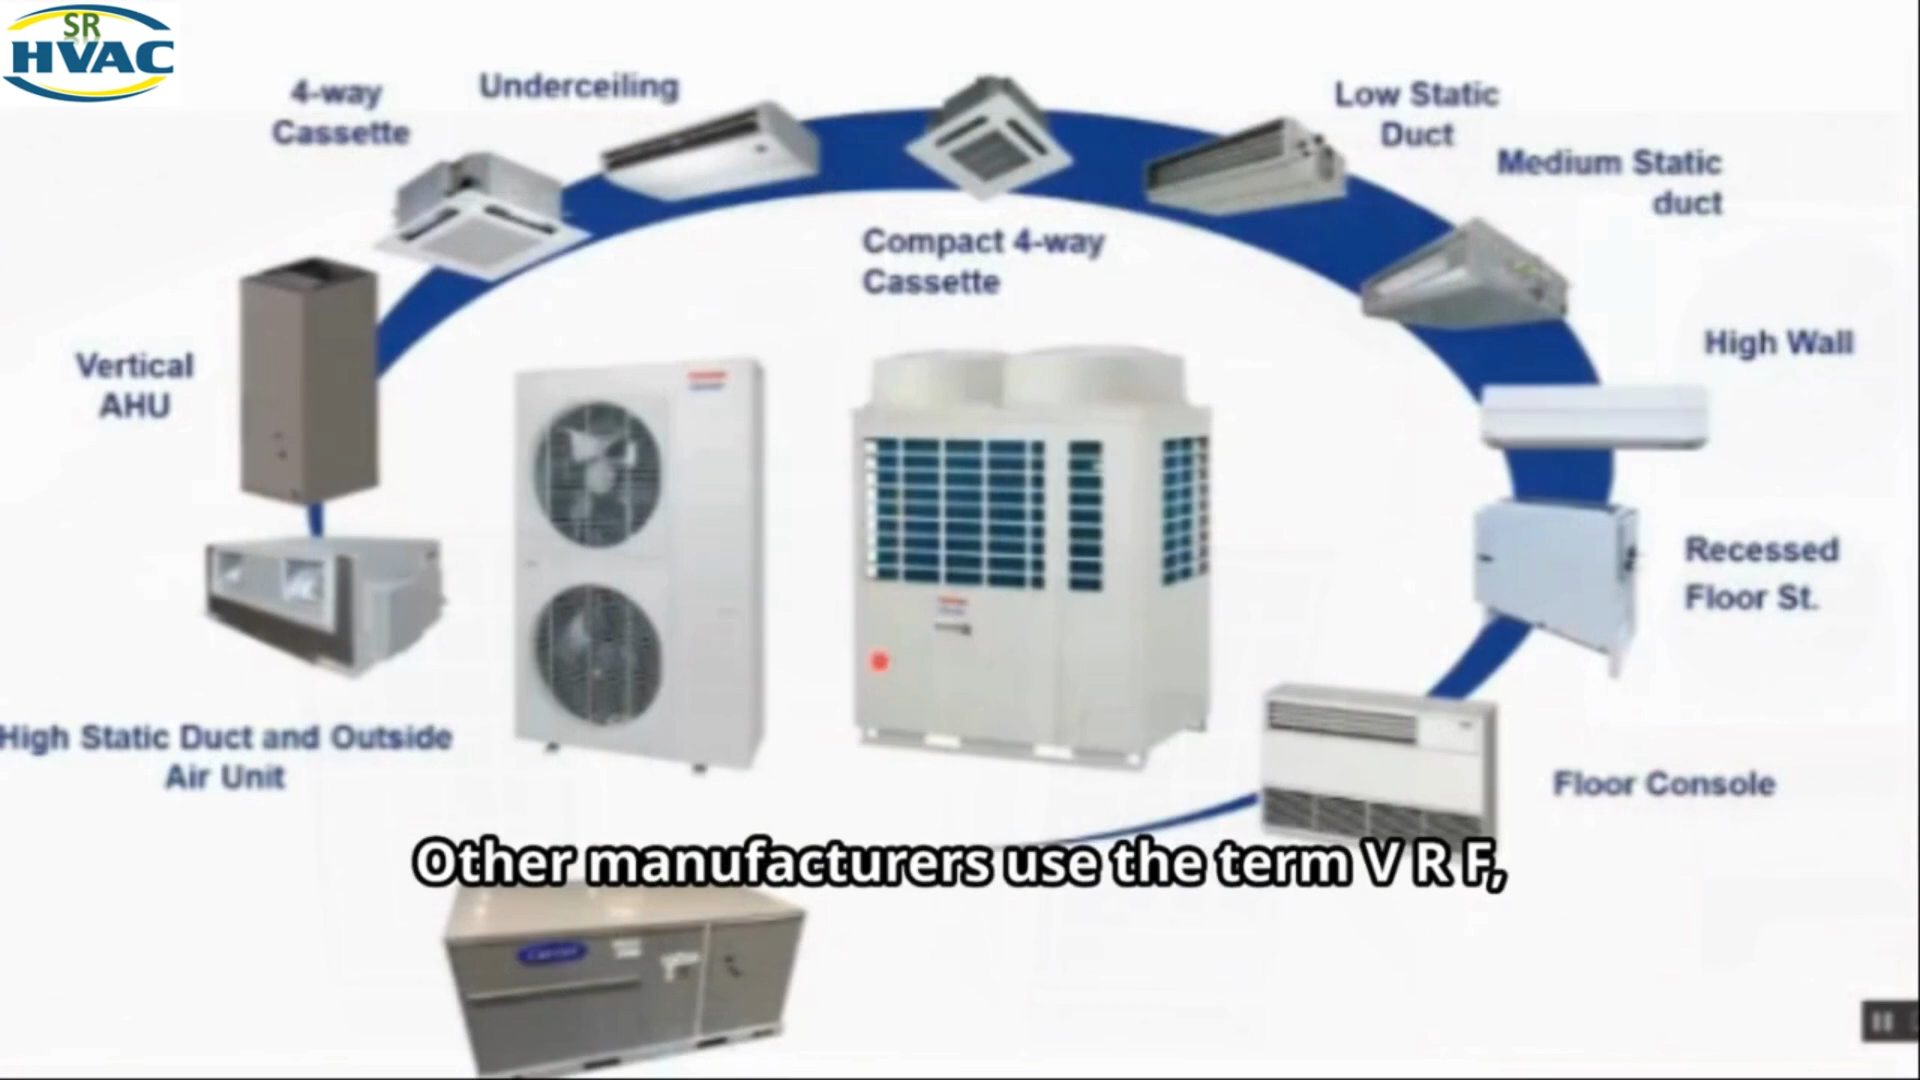 SR
HVAC
4-way
Cassette
Underceiling
Low Static
Duct
Medium Static
duct
Compact 4-way
Cassette
High Wall
Vertical
AHU
Recessed
Floor St.
High Static Duct and Outside
Air Unit
Floor Console
Other manufacturers use the term V R F,
Carrier